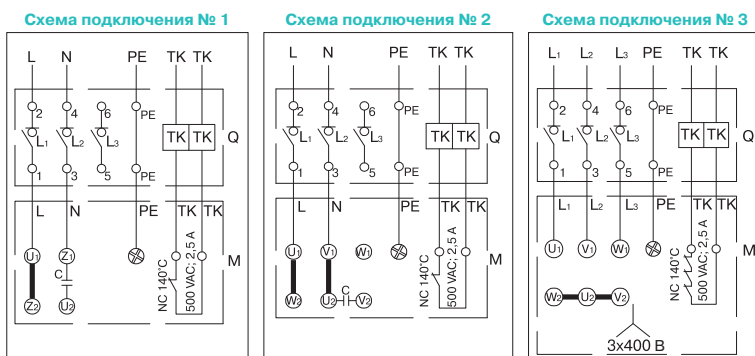 Схема подключения № 1
L N PE TK TK
2 4 6 PE
L1 L2 L3 TK TK Q
1 3 5 PE
L N PE TK TK
U1 Z1
C NC 140°C 500 VAC; 2,5 A M
Z2 U2
Схема подключения № 2
L N PE TK TK
2 4 6 PE
L1 L2 L3 TK TK Q
1 3 5 PE
L N PE TK TK
U1 V1 W1
NC 140°C 500 VAC; 2,5 A M
W2 U2 C V2
Схема подключения № 3
L1 L2 L3 PE TK TK
2 4 6 PE
L1 L2 L3 TK TK Q
1 3 5 PE
L1 L2 L3 PE TK TK
U1 V1 W1
NC 140°C 500 VAC; 2,5 A M
W2 U2 V2
3x400 В